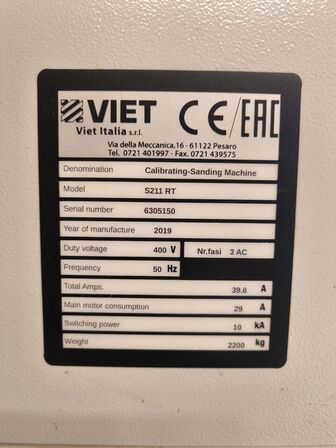 VIET CE/EAC
Viet Italia s.r.l.
Via della Meccanica,16 - 61122 Pesaro
Tel. 0721 401997 - Fax. 0721 439575
Denomination Calibrating-Sanding Machine
Model S211 RT
Serial number 6305150
Year of manufacture 2019
Duty voltage 400 V Nr.fasi 3 AC
Frequency 50 Hz
Total Amps. 39.6 A
Main motor consumption 29 A
Switching power 10 kA
Weight 2200 kg